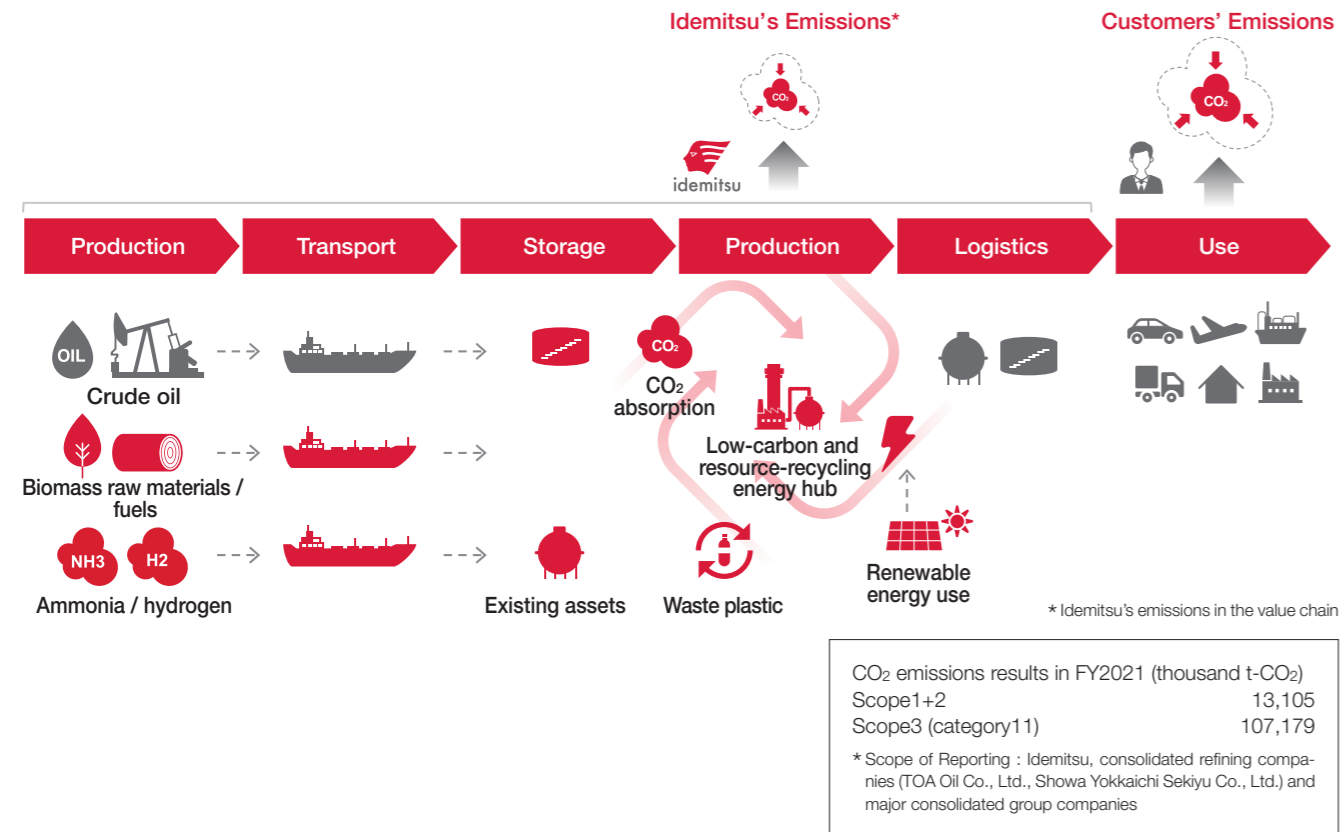 Idemitsu's Emissions*
Customers' Emissions
CO2
CO2
idemitsu
Production
Transport
Storage
Production
Logistics
Use
OIL
Crude oil
CO2
CO2
absorption
Low-carbon and
resource-recycling
energy hub
Biomass raw materials /
fuels
NH3
H2
Ammonia / hydrogen
Existing assets
Waste plastic
Renewable
energy use
* Idemitsu's emissions in the value chain
CO2 emissions results in FY2021 (thousand t-CO2)
Scope1+2 13,105
Scope3 (category11) 107,179
* Scope of Reporting : Idemitsu, consolidated refining compa-
nies (TOA Oil Co., Ltd., Showa Yokkaichi Sekiyu Co., Ltd.) and
major consolidated group companies